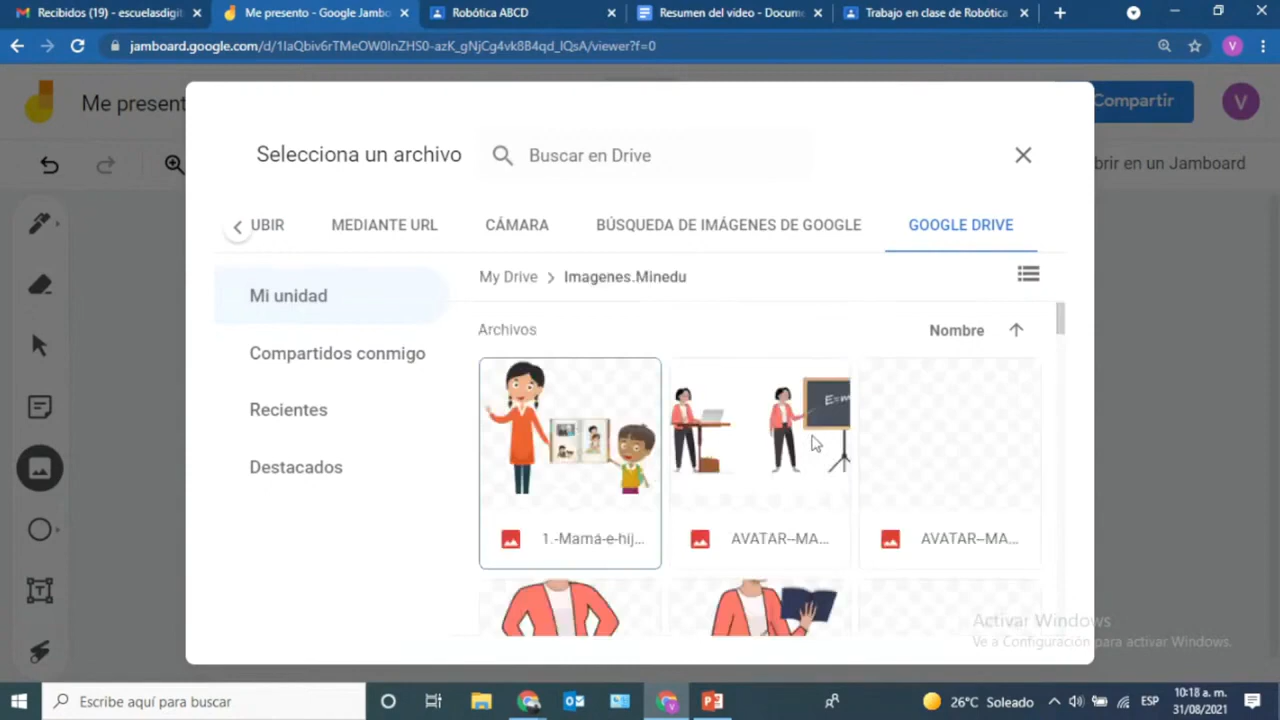 Recibidos (19) - escuelasdigit
Me presento - Google Jambo
Robótica ABCD
Resumen del video - Docume
Trabajo en clase de Robótica
jamboard.google.com/d/1IaQbiv6rTMeOW0InZHS0-azK_gNjCg4vk8B4qd_IQsA/viewer?f=0
V
Me present
Compartir
V
brir en un Jamboard
Selecciona un archivo
Buscar en Drive
UBIR
MEDIANTE URL
CÁMARA
BÚSQUEDA DE IMÁGENES DE GOOGLE
GOOGLE DRIVE
Mi unidad
Compartidos conmigo
Recientes
Destacados
My Drive > Imagenes.Minedu
Archivos
Nombre
E=m
1.-Mamá-e-hij...
AVATAR--MA...
AVATAR--MA...
Activar Windows
Ve a Configuración para activar Windows.
Escribe aquí para buscar
26°C Soleado
ESP
10:18 a. m.
31/08/2021